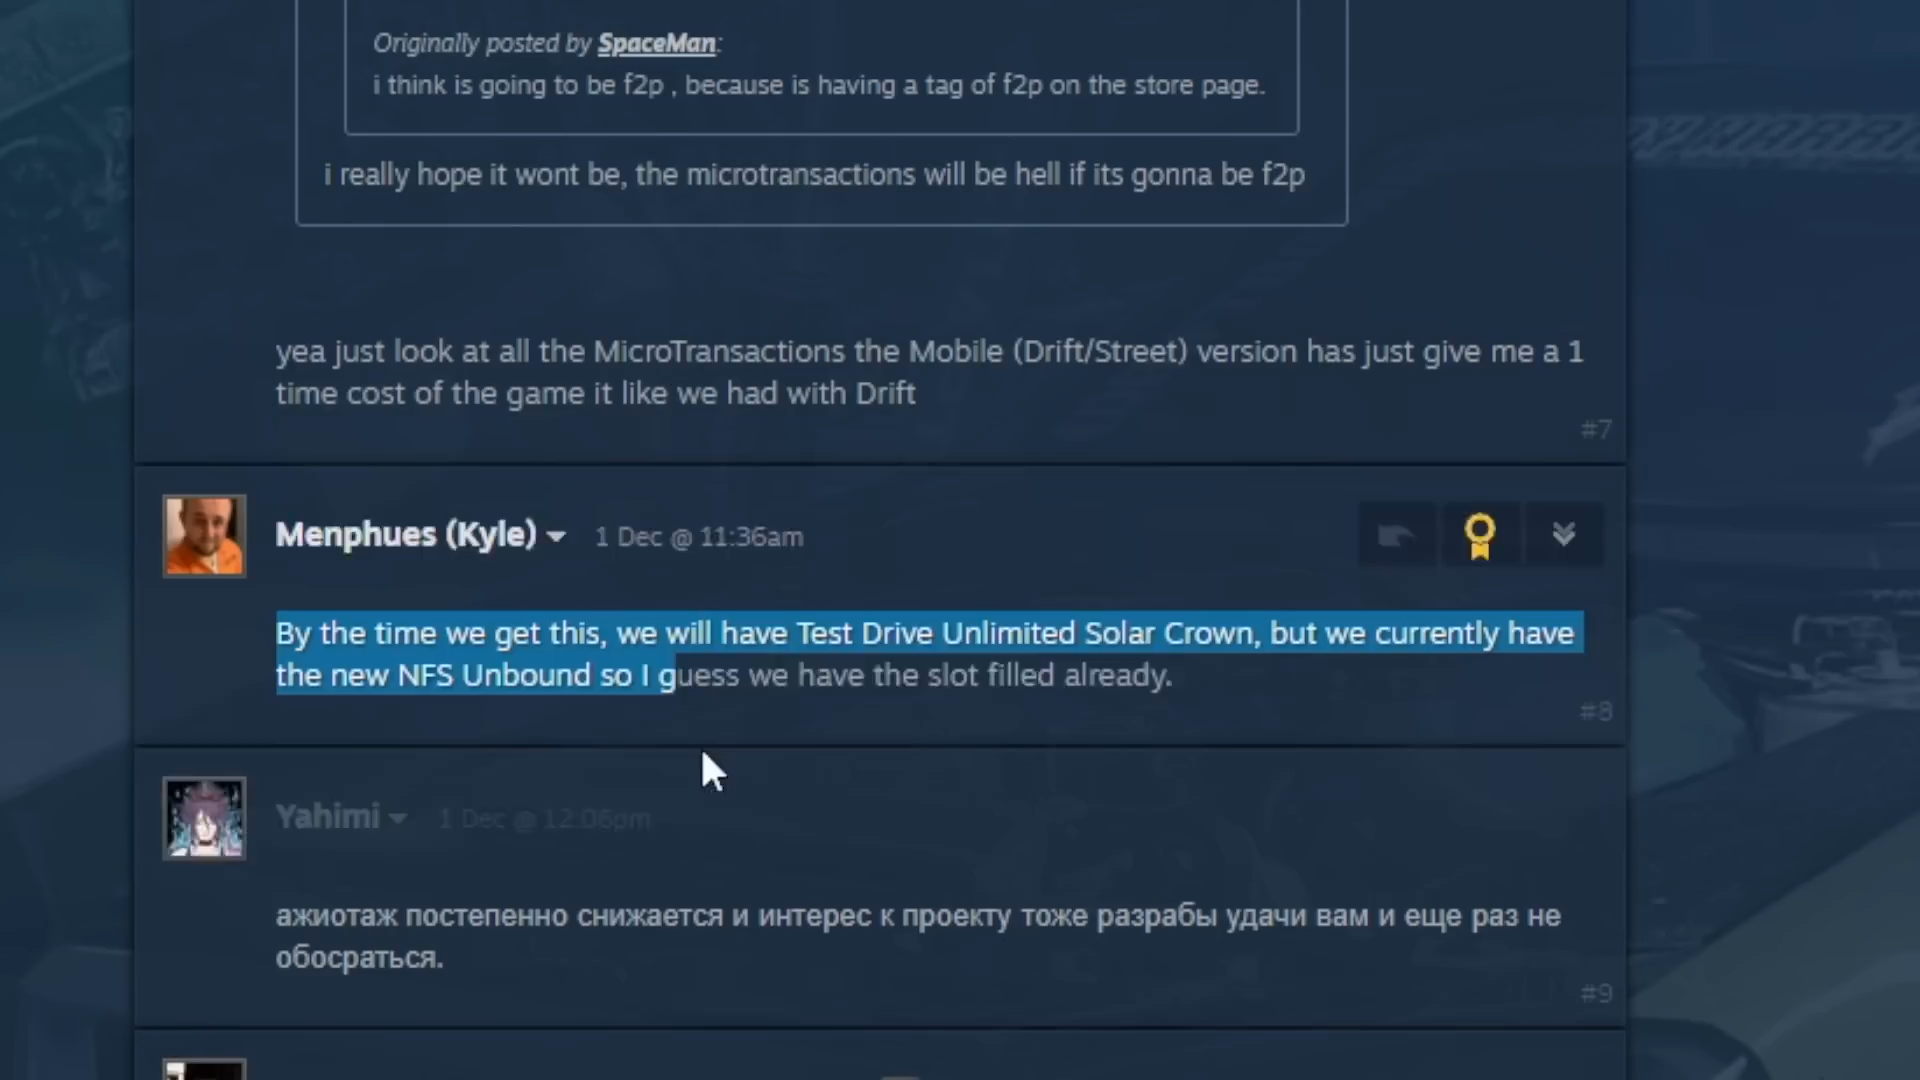 Originally posted by SpaceMan:
i think is going to be f2p , because is having a tag of f2p on the store page.
i really hope it wont be, the microtransactions will be hell if its gonna be f2p
yea just look at all the MicroTransactions the Mobile (Drift/Street) version has just give me a 1
time cost of the game it like we had with Drift
#7
Menphues (Kyle) 1 Dec @ 11:36am
By the time we get this, we will have Test Drive Unlimited Solar Crown, but we currently have
the new NFS Unbound so I guess we have the slot filled already.
#8
Yahimi 1 Dec @ 12:06pm
ажиотаж постепенно снижается и интерес к проекту тоже разрабы удачи вам и еще раз не
обосраться.
#9